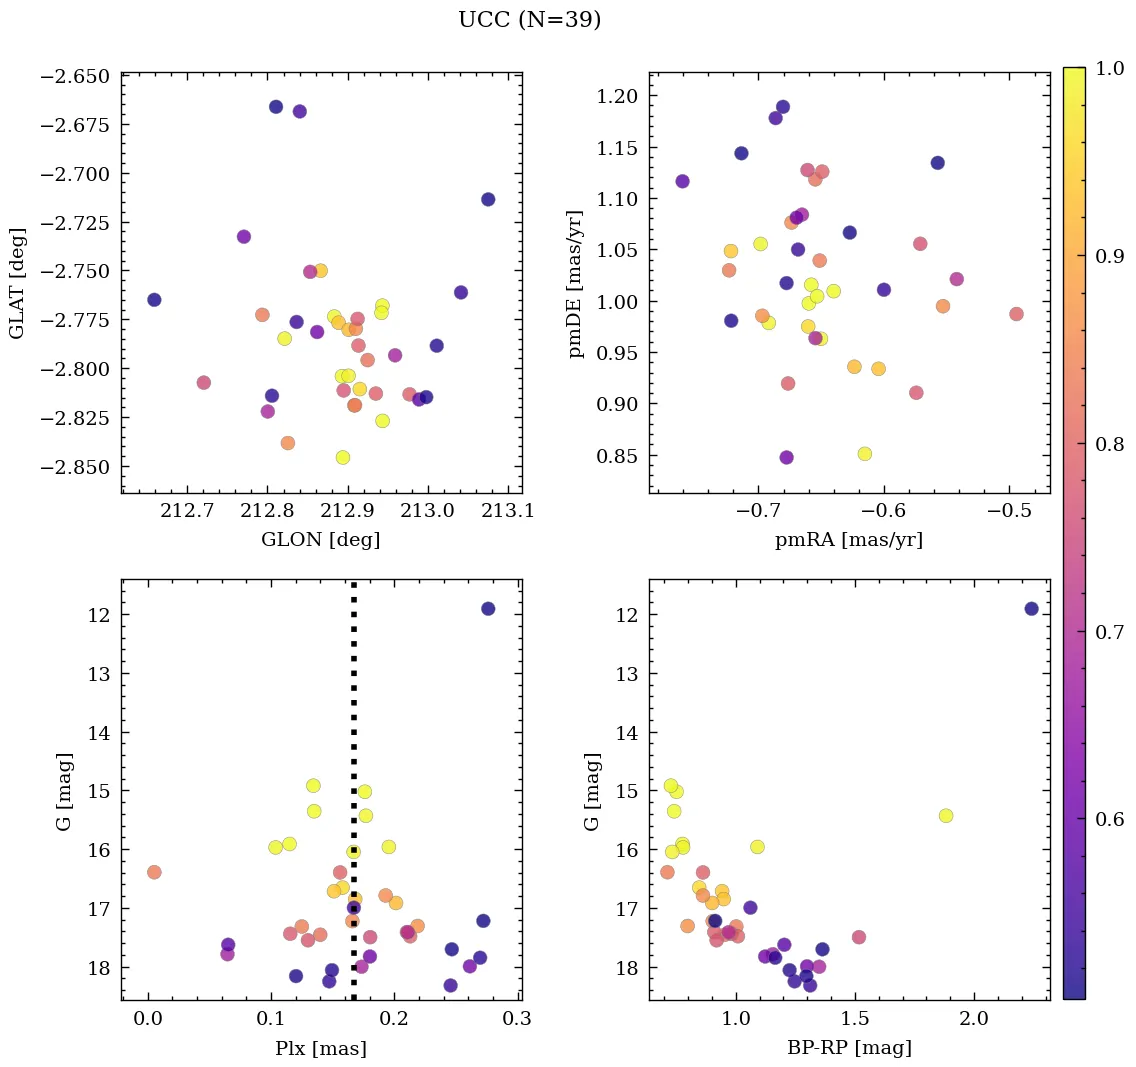 UCC (N=39)
−2.650
−2.675
−2.700
−2.725
−2.750
−2.775
−2.800
−2.825
−2.850
GLAT [deg]
212.7 212.8 212.9 213.0 213.1
GLON [deg]
1.20
1.15
1.10
1.05
1.00
0.95
0.90
0.85
pmDE [mas/yr]
−0.7 −0.6 −0.5
pmRA [mas/yr]
12
13
14
15
16
17
18
G [mag]
0.0 0.1 0.2 0.3
Plx [mas]
12
13
14
15
16
17
18
G [mag]
1.0 1.5 2.0
BP-RP [mag]
1.0
0.9
0.8
0.7
0.6